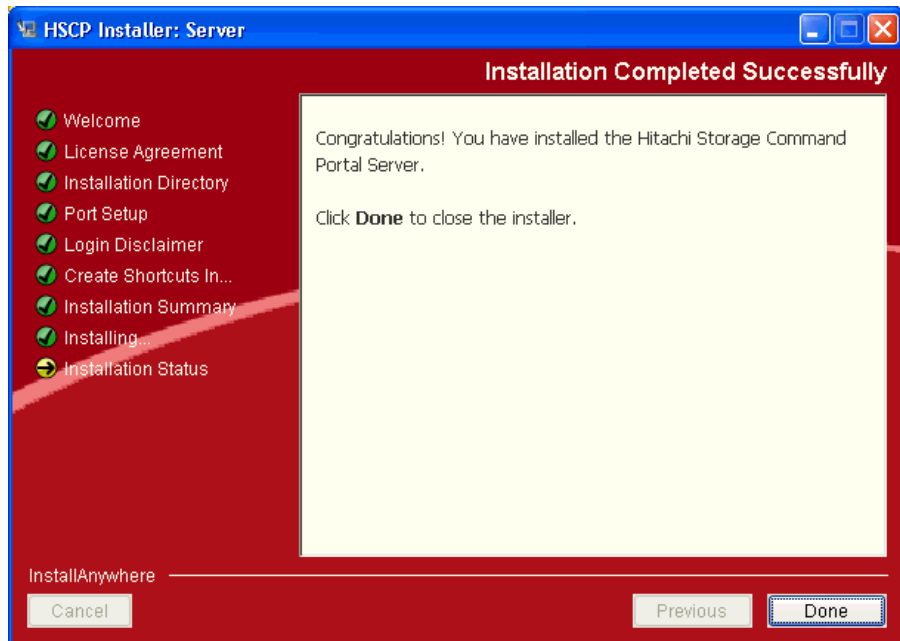 HSCP Installer: Server
Installation Completed Successfully
Welcome
License Agreement
Installation Directory
Port Setup
Login Disclaimer
Create Shortcuts In...
Installation Summary
Installing...
Installation Status
Congratulations! You have installed the Hitachi Storage Command
Portal Server.
Click Done to close the installer.
InstallAnywhere
Cancel
Previous
Done